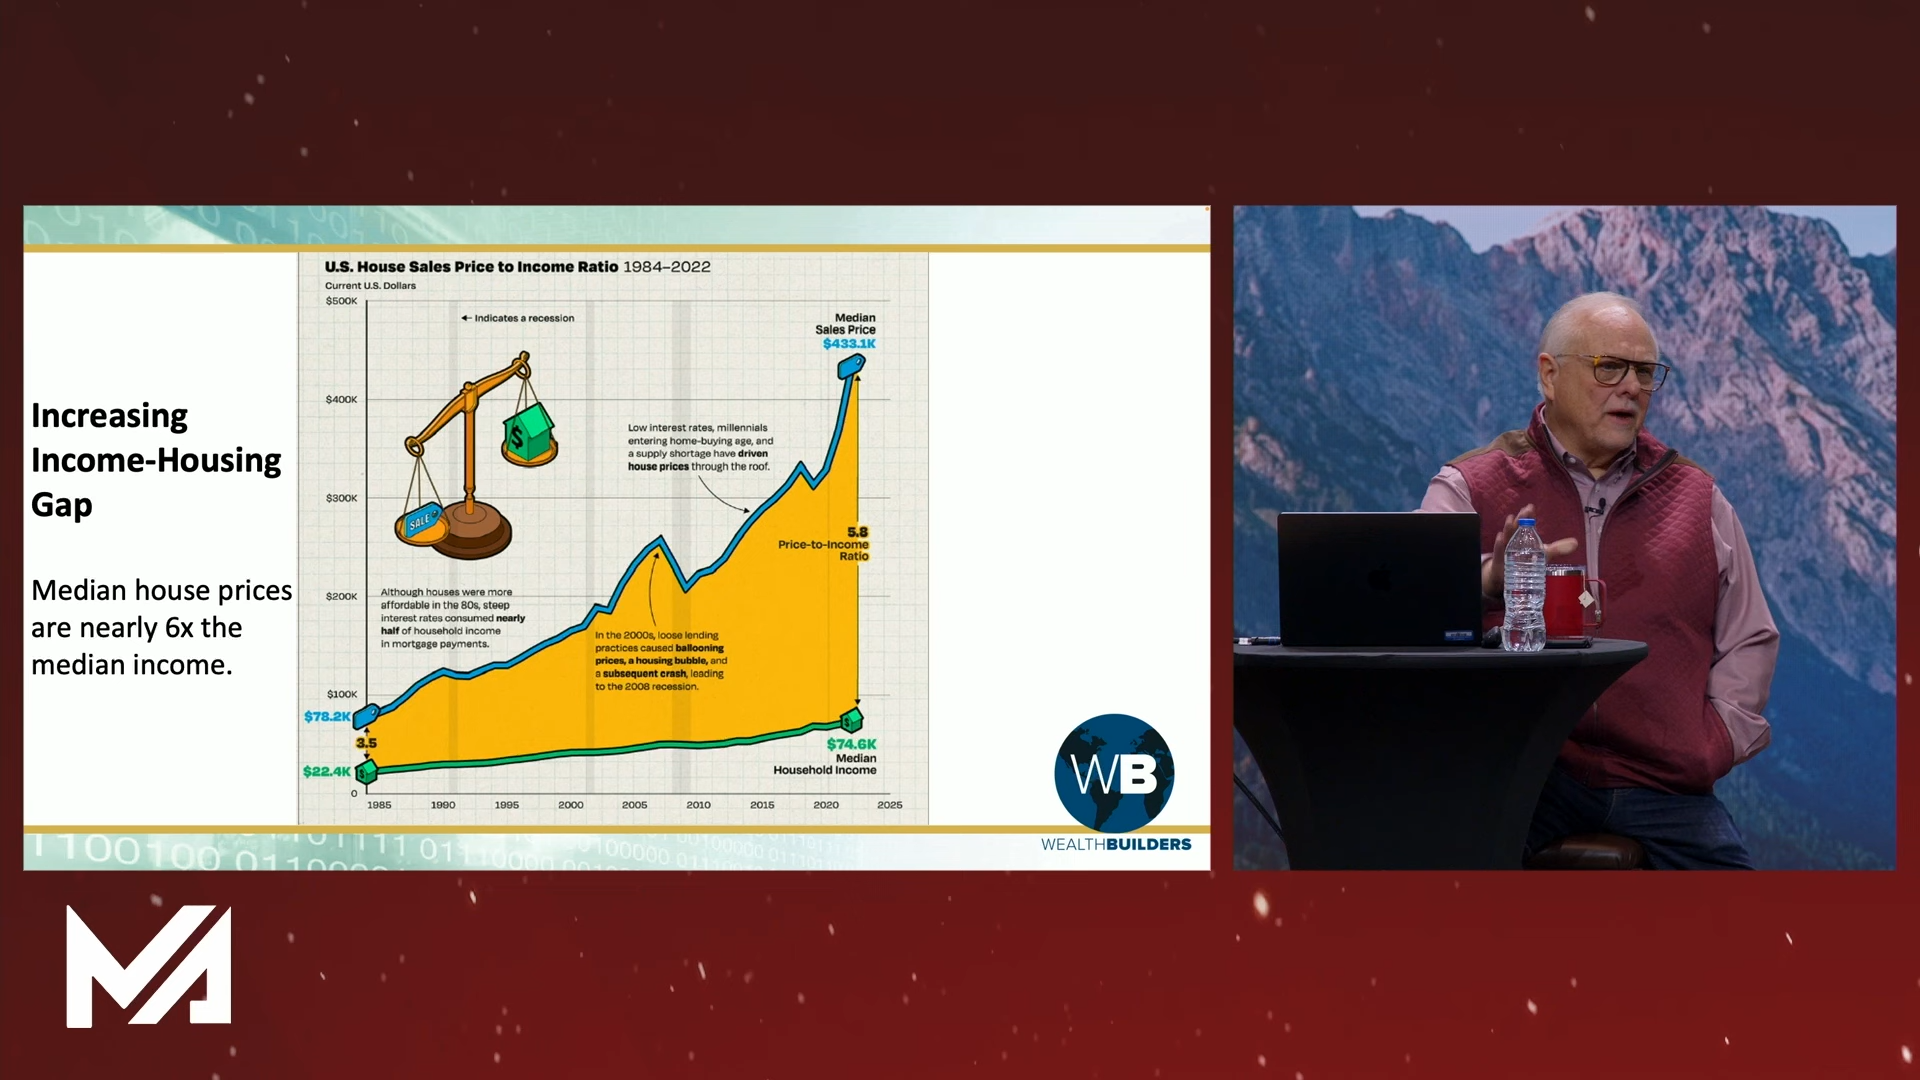 U.S. House Sales Price to Income Ratio 1984–2022
Current U.S. Dollars
$500K
$400K
$300K
$200K
$100K
0
← Indicates a recession
Median
Sales Price
$433.1K
Low interest rates, millennials
entering home-buying age, and
a supply shortage have driven
house prices through the roof.
SALE
$
5.8
Price-to-Income
Ratio
Although houses were more
affordable in the 80s, steep
interest rates consumed nearly
half of household income
in mortgage payments.
In the 2000s, loose lending
practices caused ballooning
prices, a housing bubble, and
a subsequent crash, leading
to the 2008 recession.
$78.2K
3.5
$22.4K
$
$
$74.6K
Median
Household Income
1985 1990 1995 2000 2005 2010 2015 2020 2025
Increasing
Income-Housing
Gap
Median house prices
are nearly 6x the
median income.
WB
WEALTHBUILDERS
MA